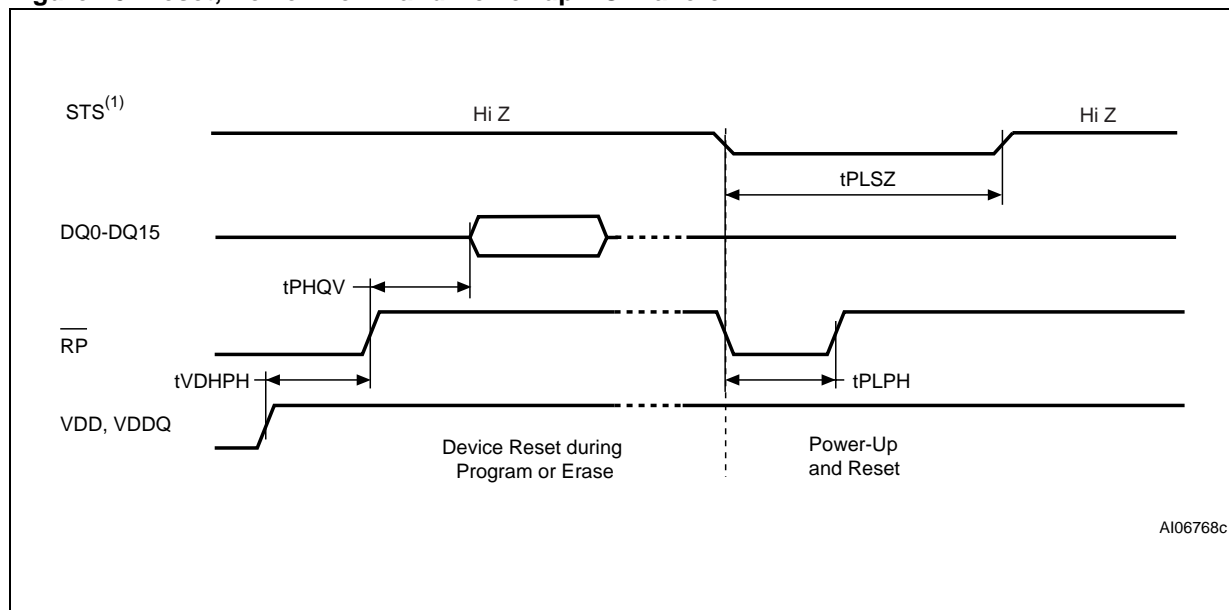 STS(1)
Hi Z
Hi Z
tPLSZ
DQ0-DQ15
tPHQV
RP
tVDHPH
tPLPH
VDD, VDDQ
Device Reset during
Program or Erase
Power-Up
and Reset
AI06768c